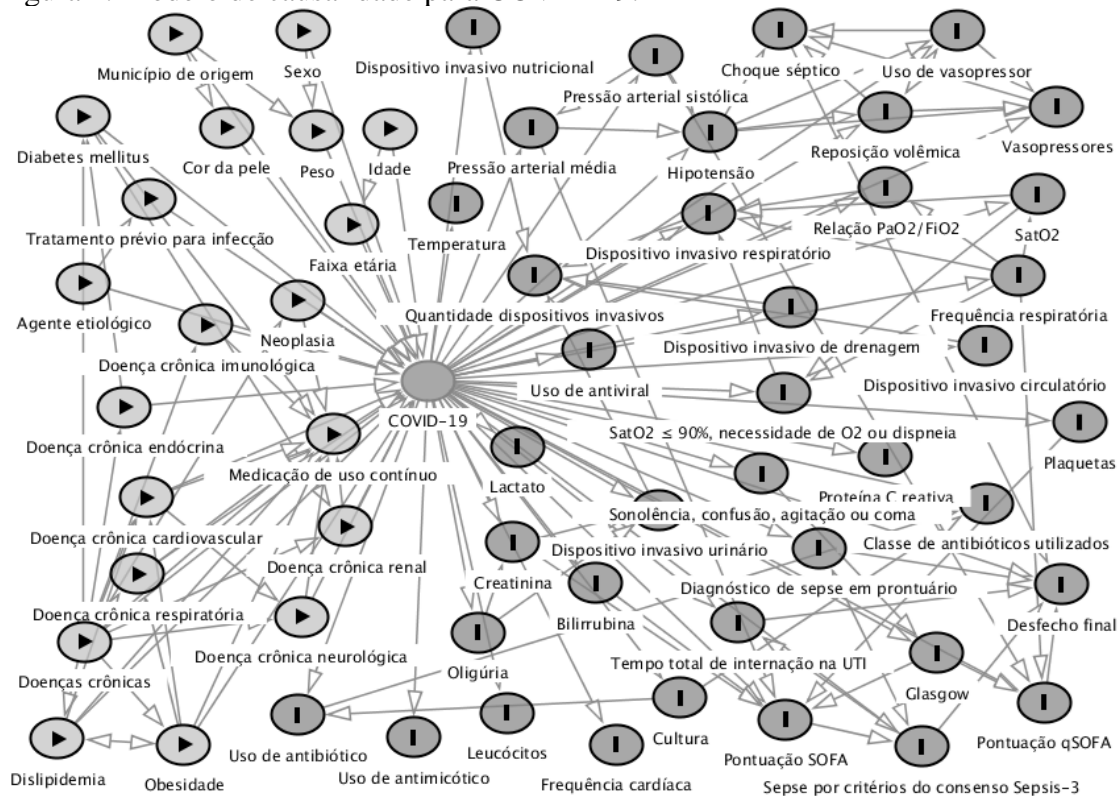 Município de origem
Sexo
Dispositivo invasivo nutricional
Pressão arterial sistólica
Choque séptico
Uso de vasopressor
Diabetes mellitus
Cor da pele
Peso
Idade
Pressão arterial média
Hipotensão
Reposição volêmica
Vasopressores
Tratamento prévio para infecção
Faixa etária
Temperatura
Dispositivo invasivo respiratório
Relação PaO2/FiO2
SatO2
Agente etiológico
Neoplasia
Quantidade dispositivos invasivos
Frequência respiratória
Doença crônica imunológica
Dispositivo invasivo de drenagem
Uso de antiviral
Dispositivo invasivo circulatório
COVID-19
SatO2 ≤ 90%, necessidade de O2 ou dispneia
Doença crônica endócrina
Medicação de uso contínuo
Lactato
Plaquetas
Proteína C reativa
Sonolência, confusão, agitação ou coma
Doença crônica cardiovascular
Dispositivo invasivo urinário
Classe de antibióticos utilizados
Doença crônica renal
Creatinina
Diagnóstico de sepse em prontuário
Doença crônica respiratória
Bilirrubina
Desfecho final
Doença crônica neurológica
Oligúria
Tempo total de internação na UTI
Doenças crônicas
Glasgow
Dislipidemia
Obesidade
Uso de antibiótico
Uso de antimicótico
Leucócitos
Frequência cardíaca
Cultura
Pontuação SOFA
Pontuação qSOFA
Sepse por critérios do consenso Sepsis-3